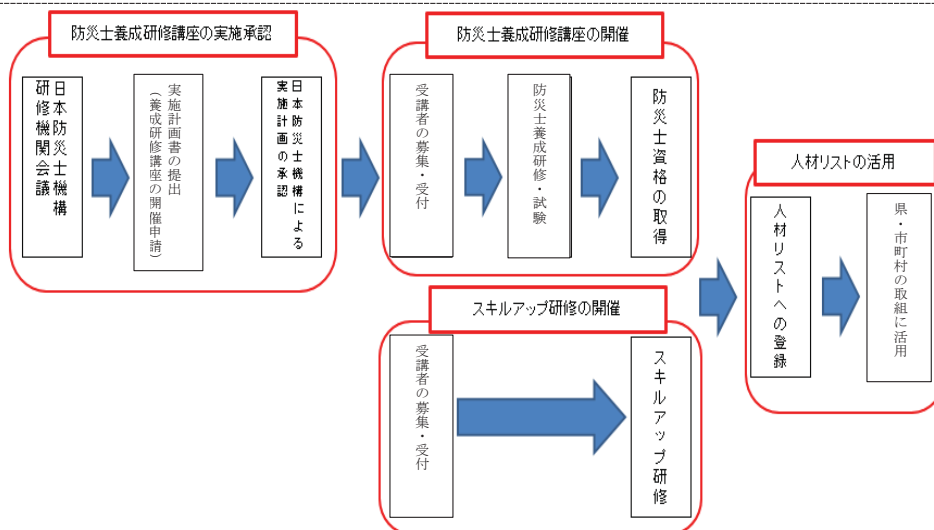 防災士養成研修講座の実施承認
日本防災士機構
研修機関会議
実施計画書の提出
(養成研修講座の開催申請)
日本防災士機構による
実施計画の承認
防災士養成研修講座の開催
受講者の募集・受付
防災士養成研修・試験
防災士資格の取得
スキルアップ研修の開催
受講者の募集・受付
スキルアップ研修
人材リストの活用
人材リストへの登録
県・市町村の取組に活用